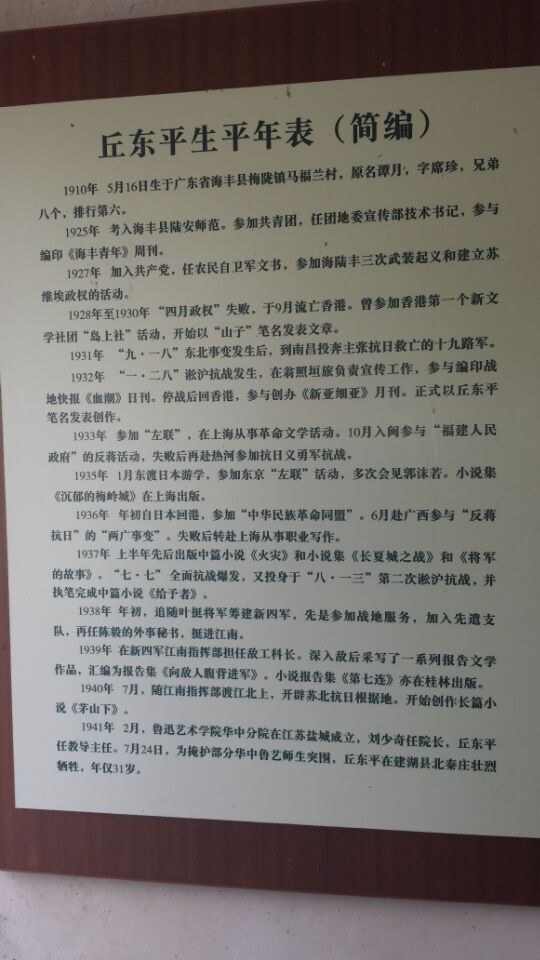 丘东平生平年表（简编）
1910年 5月16日生于广东省海丰县梅陇镇马福兰村，原名谭月，字席珍，兄弟
八个，排行第六。
1925年 考入海丰县陆安师范。参加共青团，任团地委宣传部技术书记，参与
编印《海丰青年》周刊。
1927年 加入共产党，任农民自卫军文书，参加海陆丰三次武装起义和建立苏
维埃政权的活动。
1928年至1930年 “四月政权”失败，于9月流亡香港。曾参加香港第一个新文
学社团“岛上社”活动，开始以“山子”笔名发表文章。
1931年 “九·一八”东北事变发生后，到南昌投奔主张抗日救亡的十九路军。
1932年 “一·二八”淞沪抗战发生，在翁照垣旅负责宣传工作，参与编印战
地快报《血潮》日刊。停战后回香港，参与创办《新亚细亚》月刊。正式以丘东平
笔名发表创作。
1933年 参加“左联”，在上海从事革命文学活动。10月入闽参与“福建人民
政府”的反蒋活动，失败后再赴热河参加抗日义勇军抗战。
1935年 1月东渡日本游学，参加东京“左联”活动，多次会见郭沫若。小说集
《沉郁的梅岭城》在上海出版。
1936年 年初自日本回港，参加“中华民族革命同盟”。6月赴广西参与“反蒋
抗日”的“两广事变”。失败后转赴上海从事职业写作。
1937年 上半年先后出版中篇小说《火灾》和小说集《长夏城之战》和《将军
的故事》。“七·七”全面抗战爆发，又投身于“八·一三”第二次淞沪抗战，并
执笔完成中篇小说《给予者》。
1938年 年初，追随叶挺将军筹建新四军，先是参加战地服务，加入先遣支
队，再任陈毅的外事秘书，挺进江南。
1939年 在新四军江南指挥部担任敌工科长。深入敌后采写了一系列报告文学
作品，汇编为报告集《向敌人腹背进军》。小说报告集《第七连》亦在桂林出版。
1940年 7月，随江南指挥部渡江北上，开辟苏北抗日根据地。开始创作长篇小
说《茅山下》。
1941年 2月，鲁迅艺术学院华中分院在江苏盐城成立，刘少奇任院长，丘东平
任教导主任。7月24日，为掩护部分华中鲁艺师生突围，丘东平在建湖县北秦庄壮烈
牺牲，年仅31岁。